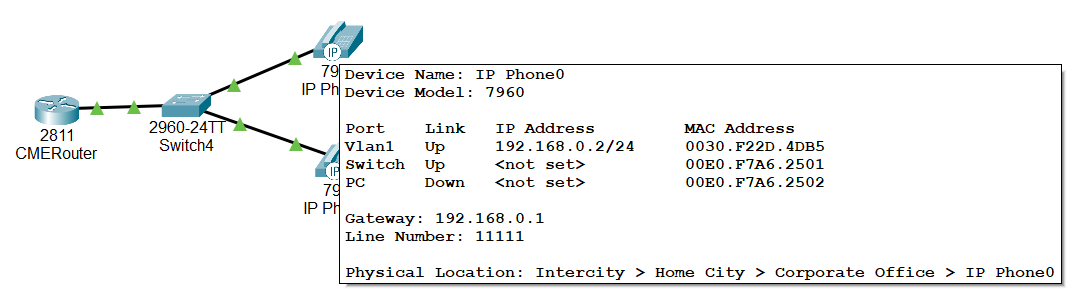 IP
79
IP Ph
2811
CMERouter
2960-24TT
Switch4
IP
79
IP Ph
Device Name: IP Phone0
Device Model: 7960
Port Link IP Address MAC Address
Vlan1 Up 192.168.0.2/24 0030.F22D.4DB5
Switch Up <not set> 00E0.F7A6.2501
PC Down <not set> 00E0.F7A6.2502
Gateway: 192.168.0.1
Line Number: 11111
Physical Location: Intercity > Home City > Corporate Office > IP Phone0